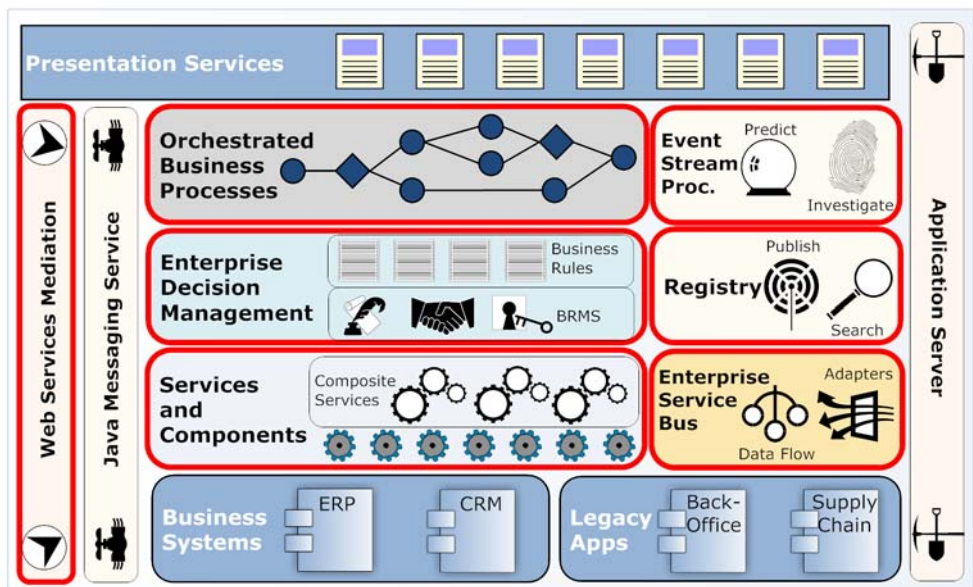 Presentation Services
Web Services Mediation
Java Messaging Service
Orchestrated
Business
Processes
Event
Stream
Proc.
Predict
Investigate
Enterprise
Decision
Management
Business
Rules
BRMS
Registry
Publish
Search
Services
and
Components
Composite
Services
Enterprise
Service
Bus
Adapters
Data Flow
Business
Systems
ERP
CRM
Legacy
Apps
Back-
Office
Supply
Chain
Application Server